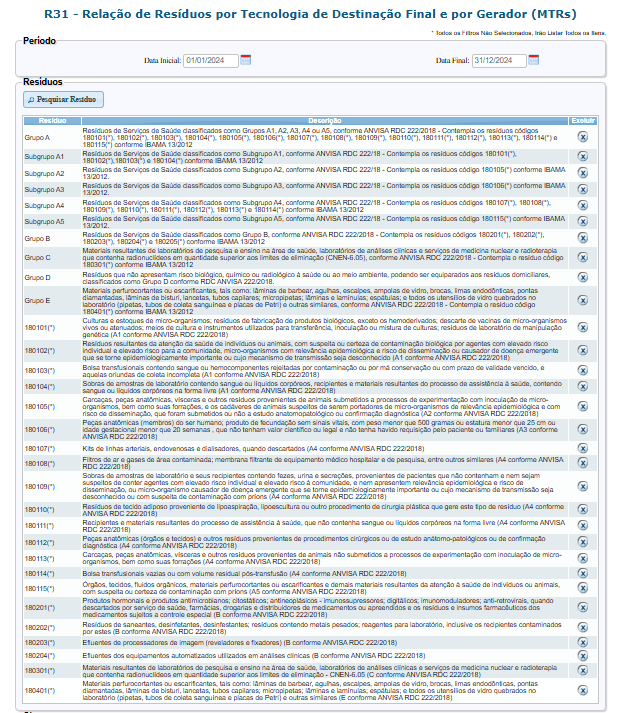 R31 - Relação de Resíduos por Tecnologia de Destinação Final e por Gerador (MTRs)
* Todos os Filtros Não Selecionados, Irão Listar Todos os Itens.
Período
Data Inicial: 01/01/2024 Data Final: 31/12/2024
Resíduos
Pesquisar Resíduo
Resíduo Descrição Excluir
Grupo A Resíduos de Serviços de Saúde classificados como Grupos A1, A2, A3, A4 ou A5, conforme ANVISA RDC 222/2018 - Contempla os resíduos códigos
180101(*), 180102(*), 180103(*), 180104(*), 180105(*), 180106(*), 180107(*), 180108(*), 180109(*), 180110(*), 180111(*), 180112(*), 180113(*), 180114(*) e
180115(*) conforme IBAMA 13/2012
Subgrupo A1 Resíduos de Serviços de Saúde classificados como Subgrupo A1, conforme ANVISA RDC 222/18 - Contempla os resíduos códigos 180101(*),
180102(*),180103(*) e 180104(*) conforme IBAMA 13/2012
Subgrupo A2 Resíduos de Serviços de Saúde classificados como Subgrupo A2, conforme ANVISA RDC 222/18 - Contempla os resíduos código 180105(*) conforme IBAMA
13/2012.
Subgrupo A3 Resíduos de Serviços de Saúde classificados como Subgrupo A3, conforme ANVISA RDC 222/18 - Contempla os resíduos código 180106(*) conforme IBAMA
13/2012.
Subgrupo A4 Resíduos de Serviços de Saúde classificados como Subgrupo A4, conforme ANVISA RDC 222/18 - Contempla os resíduos códigos 180107(*), 180108(*),
180109(*), 180110(*), 180111(*), 180112(*), 180113(*) e 180114(*) conforme IBAMA 13/2012
Subgrupo A5 Resíduos de Serviços de Saúde classificados como Subgrupo A5, conforme ANVISA RDC 222/18 - Contempla os resíduos código 180115(*) conforme IBAMA
13/2012
Grupo B Resíduos de Serviços de Saúde classificados como Grupo B, conforme ANVISA RDC 222/2018 - Contempla os resíduos códigos 180201(*), 180202(*),
180203(*), 180204(*) e 180205(*) conforme IBAMA 13/2012
Grupo C Materiais resultantes de laboratórios de pesquisa e ensino na área de saúde, laboratórios de análises clínicas e serviços de medicina nuclear e radioterapia
que contenha radionuclídeos em quantidade superior aos limites de eliminação (CNEN-6.05), conforme ANVISA RDC 222/2018 - Contempla o resíduo código
180301(*) conforme IBAMA 13/2012
Grupo D Resíduos que não apresentam risco biológico, químico ou radiológico à saúde ou ao meio ambiente, podendo ser equiparados aos resíduos domiciliares,
classificados como Grupo D conforme RDC ANVISA 222/2018.
Grupo E Materiais perfurocortantes ou escarificantes, tais como: lâminas de barbear, agulhas, escalpes, ampolas de vidro, brocas, limas endodônticas, pontas
diamantadas, lâminas de bisturi, lancetas, tubos capilares; micropipetas; lâminas e lamínulas; espátulas; e todos os utensílios de vidro quebrados no
laboratório (pipetas, tubos de coleta sanguínea e placas de Petri) e outros similares, conforme ANVISA RDC 222/2018 - Contempla o resíduo código
180401(*) conforme IBAMA 13/2012
180101(*) Culturas e estoques de micro-organismos; resíduos de fabricação de produtos biológicos, exceto os hemoderivados; descarte de vacinas de micro-organismos
vivos ou atenuados; meios de cultura e instrumentos utilizados para transferência, inoculação ou mistura de culturas; resíduos de laboratório de manipulação
genética (A1 conforme ANVISA RDC 222/2018)
180102(*) Resíduos resultantes da atenção da saúde de indivíduos ou animais, com suspeita ou certeza de contaminação biológica por agentes com elevado risco
individual e elevado risco para a comunidade, micro-organismos com relevância epidemiológica e risco de disseminação ou causador de doença emergente
que se torne epidemiologicamente importante ou cujo mecanismo de transmissão seja desconhecido (A1 conforme ANVISA RDC 222/2018)
180103(*) Bolsa transfusionais contendo sangue ou hemocomponentes rejeitadas por contaminação ou por má conservação ou com prazo de validade vencido, e
aquelas oriundas de coleta incompleta (A1 conforme ANVISA RDC 222/2018)
180104(*) Sobras de amostras de laboratório contendo sangue ou líquidos corpóreos, recipientes e materiais resultantes do processo de assistência à saúde, contendo
sangue ou líquidos corpóreos na forma livre (A1 conforme ANVISA RDC 222/2018)
180105(*) Carcaças, peças anatômicas, vísceras e outros resíduos provenientes de animais submetidos a processos de experimentação com inoculação de micro-
organismos, bem como suas forrações, e os cadáveres de animais suspeitos de serem portadores de micro-organismos de relevância epidemiológica e com
risco de disseminação, que foram submetidos ou não a estudo anatomopatológico ou confirmação diagnóstica (A2 conforme ANVISA RDC 222/2018)
180106(*) Peças anatômicas (membros) do ser humano; produto de fecundação sem sinais vitais, com peso menor que 500 gramas ou estatura menor que 25 cm ou
idade gestacional menor que 20 semanas , que não tenham valor científico ou legal e não tenha havido requisição pelo paciente ou familiares (A3 conforme
ANVISA RDC 222/2018)
180107(*) Kits de linhas arteriais, endovenosas e dialisadores, quando descartados (A4 conforme ANVISA RDC 222/2018)
180108(*) Filtros de ar e gases de área contaminada; membrana filtrante de equipamento médico hospitalar e de pesquisa, entre outros similares (A4 conforme
ANVISA RDC 222/2018)
180109(*) Sobras de amostras de laboratório e seus recipientes contendo fezes, urina e secreções, provenientes de pacientes que não contenham e nem sejam
suspeitos de conter agentes com elevado risco individual e elevado risco à comunidade, e nem apresentem relevância epidemiológica e risco de
disseminação, ou micro-organismo causador de doença emergente que se torne epidemiologicamente importante ou cujo mecanismo de transmissão seja
desconhecido ou com suspeita de contaminação com príons (A4 conforme ANVISA RDC 222/2018)
180110(*) Resíduos de tecido adiposo proveniente de lipoaspiração, lipoescultura ou outro procedimento de cirurgia plástica que gere este tipo de resíduo (A4 conforme
ANVISA RDC 222/2018)
180111(*) Recipientes e materiais resultantes do processo de assistência à saúde, que não contenha sangue ou líquidos corpóreos na forma livre (A4 conforme ANVISA
RDC 222/2018)
180112(*) Peças anatômicas (órgãos e tecidos) e outros resíduos provenientes de procedimentos cirúrgicos ou de estudo anátomo-patológicos ou de confirmação
diagnóstica (A4 conforme ANVISA RDC 222/2018)
180113(*) Carcaças, peças anatômicas, vísceras e outros resíduos provenientes de animais não submetidos a processos de experimentação com inoculação de micro-
organismos, bem como suas forrações (A4 conforme ANVISA RDC 222/2018)
180114(*) Bolsa transfusionais vazias ou com volume residual pós-transfusão (A4 conforme ANVISA RDC 222/2018)
180115(*) Órgãos, tecidos, fluidos orgânicos, materiais perfurocortantes ou escarificantes e demais materiais resultantes da atenção à saúde de indivíduos ou animais,
com suspeita ou certeza de contaminação com príons (A5 conforme ANVISA RDC 222/2018)
180201(*) Produtos hormonais e produtos antimicrobianos; citostáticos; antineoplásicos - imunossupressores; digitálicos; imunomoduladores; anti-retrovirais, quando
descartados por serviço de saúde, farmácias, drogarias e distribuidores de medicamentos ou apreendidos e os resíduos e insumos farmacêuticos dos
medicamentos sujeitos a controle especial (B conforme ANVISA RDC 222/2018)
180202(*) Resíduos de saneantes, desinfetantes, desinfestantes; resíduos contendo metais pesados; reagentes para laboratório, inclusive os recipientes contaminados
por estes (B conforme ANVISA RDC 222/2018)
180203(*) Efluentes de processadores de imagem (reveladores e fixadores) (B conforme ANVISA RDC 222/2018)
180204(*) Efluentes dos equipamentos automatizados utilizados em análises clínicas (B conforme ANVISA RDC 222/2018)
180301(*) Materiais resultantes de laboratórios de pesquisa e ensino na área de saúde, laboratórios de análises clínicas e serviços de medicina nuclear e radioterapia
que contenha radionuclídeos em quantidade superior aos limites de eliminação - CNEN-6.05 (C conforme ANVISA RDC 222/2018)
180401(*) Materiais perfurocortantes ou escarificantes, tais como: lâminas de barbear, agulhas, escalpes, ampolas de vidro, brocas, limas endodônticas, pontas
diamantadas, lâminas de bisturi, lancetas, tubos capilares; micropipetas; lâminas e lamínulas; espátulas; e todos os utensílios de vidro quebrados no
laboratório (pipetas, tubos de coleta sanguínea e placas de Petri) e outros similares (E conforme ANVISA RDC 222/2018)